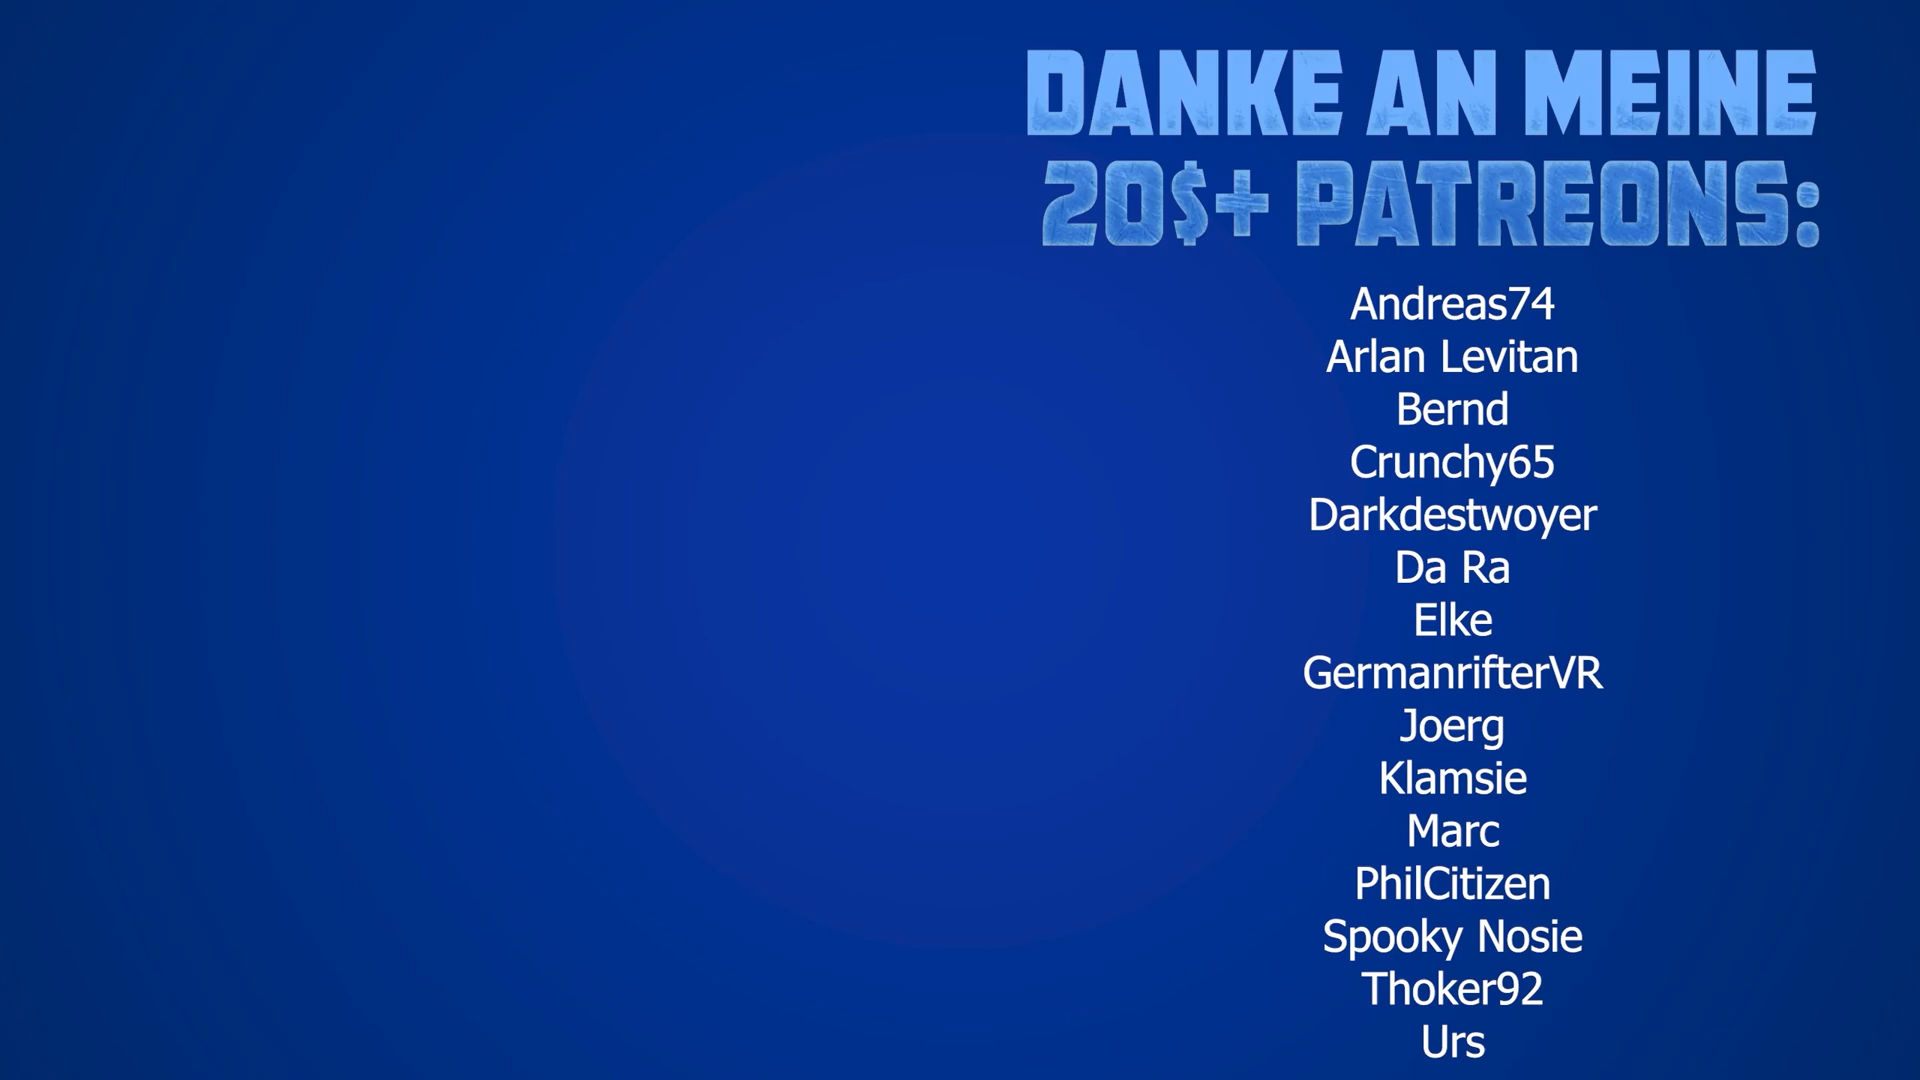 DANKE AN MEINE
20$+ PATREONS:
Andreas74
Arlan Levitan
Bernd
Crunchy65
Darkdestwoyer
Da Ra
Elke
GermanrifterVR
Joerg
Klamsie
Marc
PhilCitizen
Spooky Nosie
Thoker92
Urs